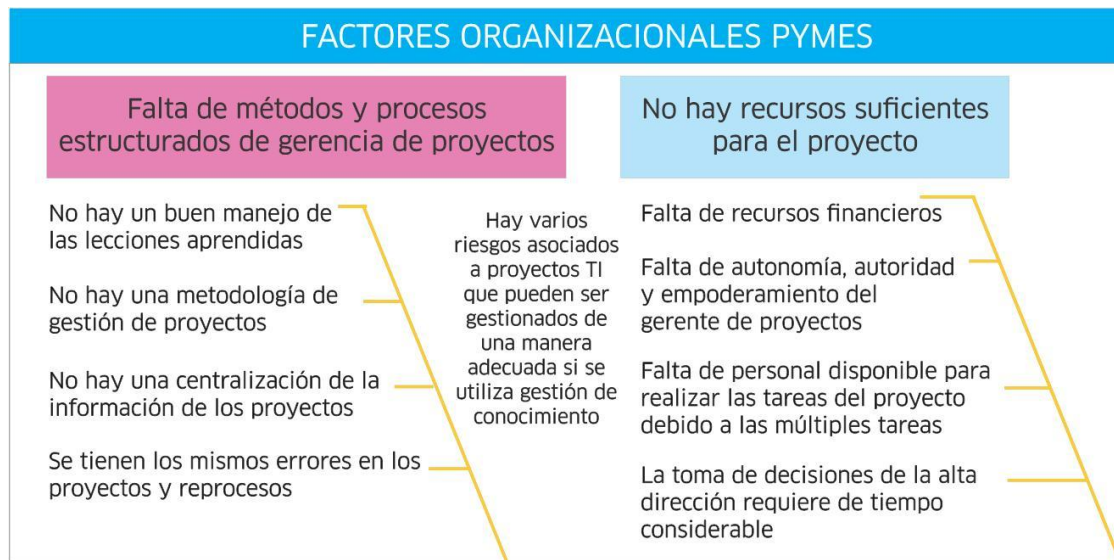 FACTORES ORGANIZACIONALES PYMES
Falta de métodos y procesos
estructurados de gerencia de proyectos
No hay un buen manejo de
las lecciones aprendidas
No hay una metodología de
gestión de proyectos
No hay una centralización de la
información de los proyectos
Se tienen los mismos errores en los
proyectos y reprocesos
Hay varios
riesgos asociados
a proyectos TI
que pueden ser
gestionados de
una manera
adecuada si se
utiliza gestión de
conocimiento
No hay recursos suficientes
para el proyecto
Falta de recursos financieros
Falta de autonomía, autoridad
y empoderamiento del
gerente de proyectos
Falta de personal disponible para
realizar las tareas del proyecto
debido a las múltiples tareas
La toma de decisiones de la alta
dirección requiere de tiempo
considerable